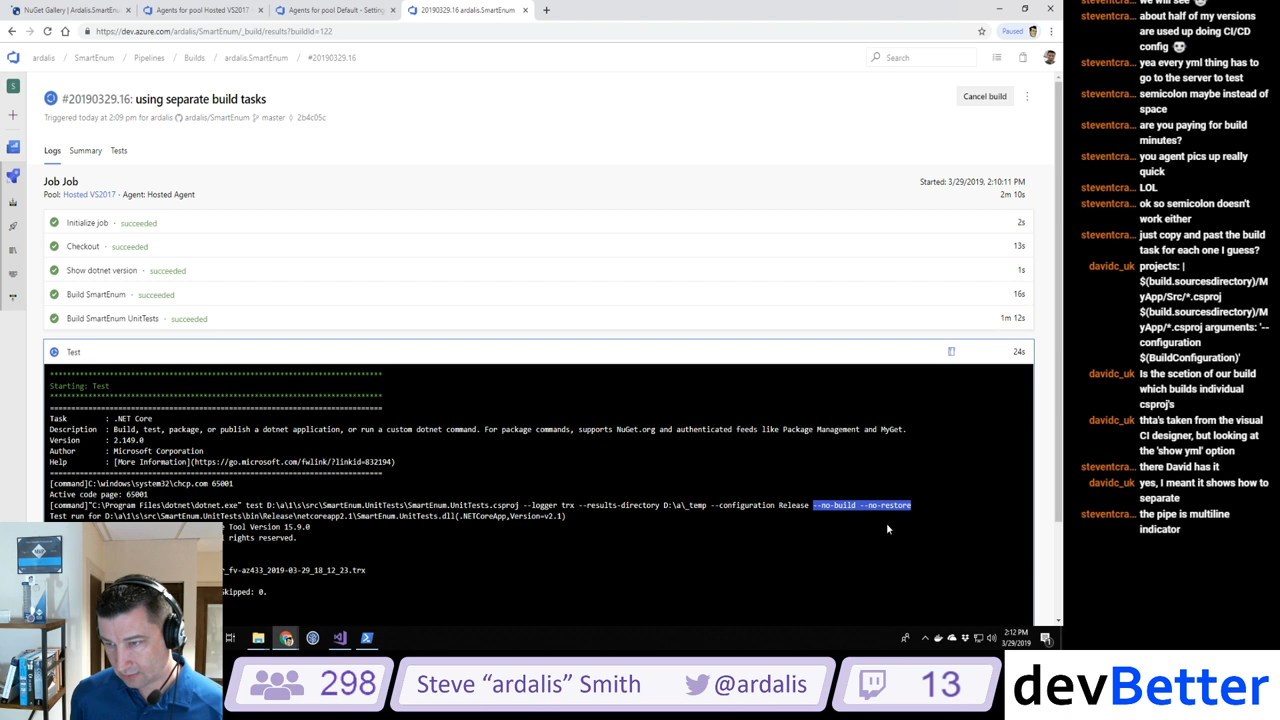 NuGet Gallery | Ardalis.SmartEnum
Agents for pool Hosted VS2017
Agents for pool Default - Settin
20190329.16 ardalis.SmartEnum
https://dev.azure.com/ardalis/SmartEnum/_build/results?buildId=122
Paused
ardalis / SmartEnum / Pipelines / Builds / ardalis.SmartEnum / #20190329.16
Search
S
#20190329.16: using separate build tasks
Cancel build
Triggered today at 2:09 pm for ardalis ardalis/SmartEnum master 2b4c05c
Logs Summary Tests
Job Job
Started: 3/29/2019, 2:10:11 PM
Pool: Hosted VS2017 · Agent: Hosted Agent
2m 10s
Initialize job · succeeded 2s
Checkout · succeeded 13s
Show dotnet version · succeeded 1s
Build SmartEnum · succeeded 16s
Build SmartEnum UnitTests · succeeded 1m 12s
Test 24s
******************************************************************************
Starting: Test
******************************************************************************
==============================================================================
Task : .NET Core
Description : Build, test, package, or publish a dotnet application, or run a custom dotnet command. For package commands, supports NuGet.org and authenticated feeds like Package Management and MyGet.
Version : 2.149.0
Author : Microsoft Corporation
Help : [More Information](https://go.microsoft.com/fwlink/?linkid=832194)
==============================================================================
[command]C:\windows\system32\chcp.com 65001
Active code page: 65001
[command]"C:\Program Files\dotnet\dotnet.exe" test D:\a\1\s\src\SmartEnum.UnitTests\SmartEnum.UnitTests.csproj --logger trx --results-directory D:\a\_temp --configuration Release --no-build --no-restore
Test run for D:\a\1\s\src\SmartEnum.UnitTests\bin\Release\netcoreapp2.1\SmartEnum.UnitTests.dll(.NETCoreApp,Version=v2.1)
e Tool Version 15.9.0
l rights reserved.
r_fv-az433_2019-03-29_18_12_23.trx
Skipped: 0.
2:12 PM
3/29/2019
we will see
about half of my versions
are used up doing CI/CD
config
steventcra... yea every yml thing has to
go to the server to test
steventcra... semicolon maybe instead of
space
steventcra... are you paying for build
minutes?
steventcra... you agent pics up really
quick
steventcra... LOL
steventcra... ok so semicolon doesn't
work either
steventcra... just copy and past the build
task for each one I guess?
davidc_uk projects: |
$(build.sourcesdirectory)/M
yApp/Src/*.csproj
$(build.sourcesdirectory)/M
yApp/*.csproj arguments: '--
configuration
$(BuildConfiguration)'
davidc_uk Is the scetion of our build
which builds individual
csproj's
davidc_uk thta's taken from the visual
CI designer, but looking at
the 'show yml' option
steventcra... there David has it
davidc_uk yes, I meant it shows how to
separate
steventcra... the pipe is multiline
indicator
298
Steve "ardalis" Smith
@ardalis
13
devBetter